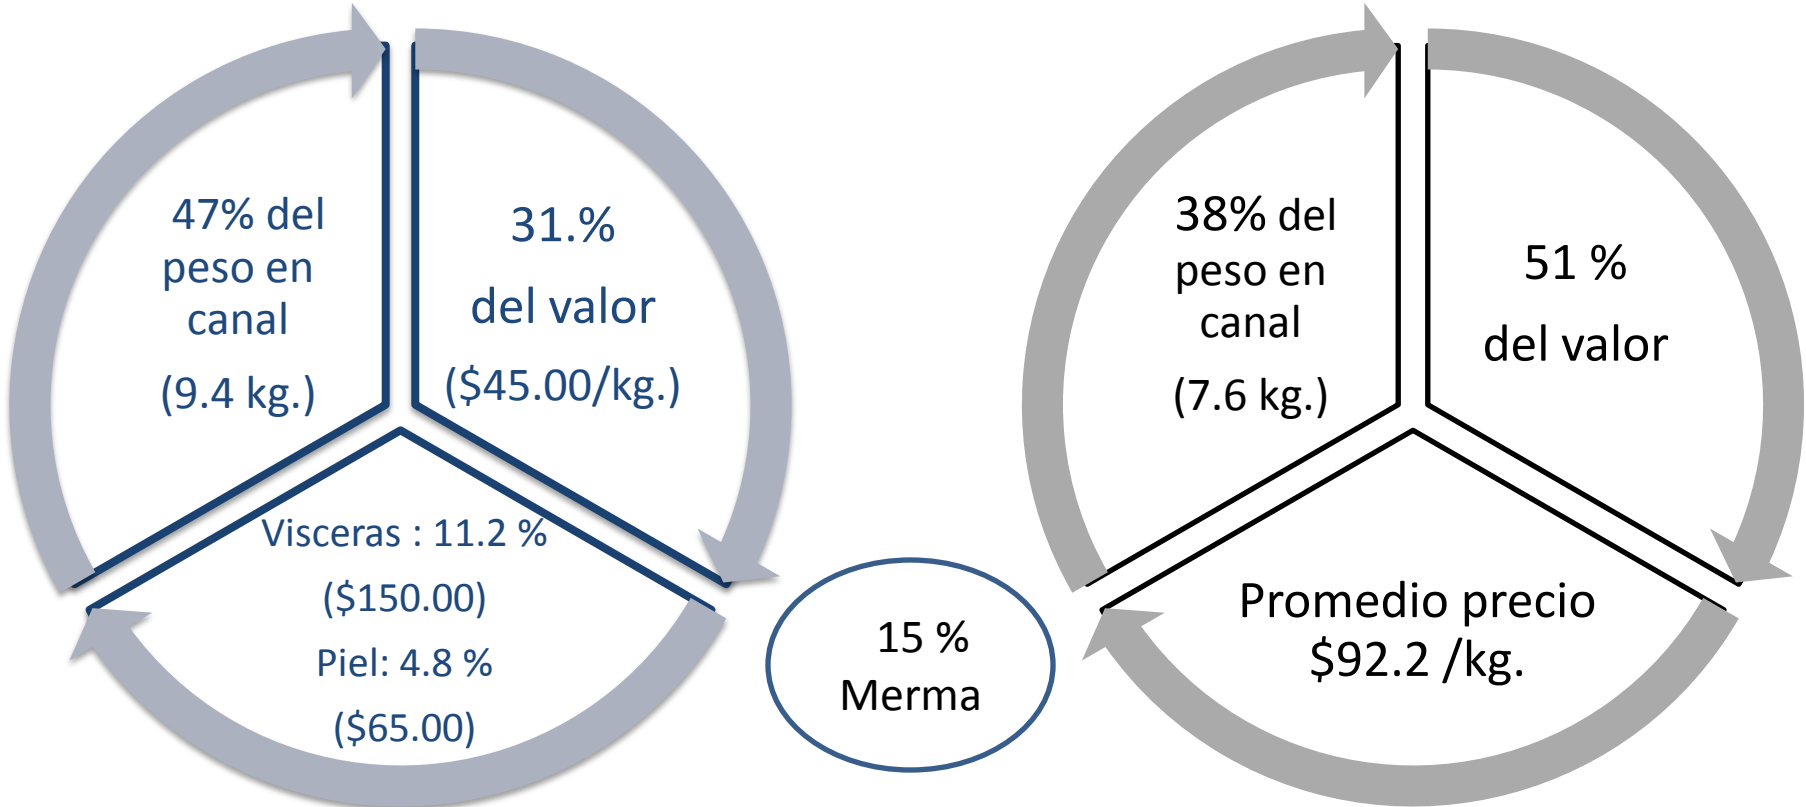 47% del
peso en
canal
(9.4 kg.)
31.%
del valor
($45.00/kg.)
Visceras : 11.2 %
($150.00)
Piel: 4.8 %
($65.00)
15 %
Merma
38% del
peso en
canal
(7.6 kg.)
51 %
del valor
Promedio precio
$92.2 /kg.